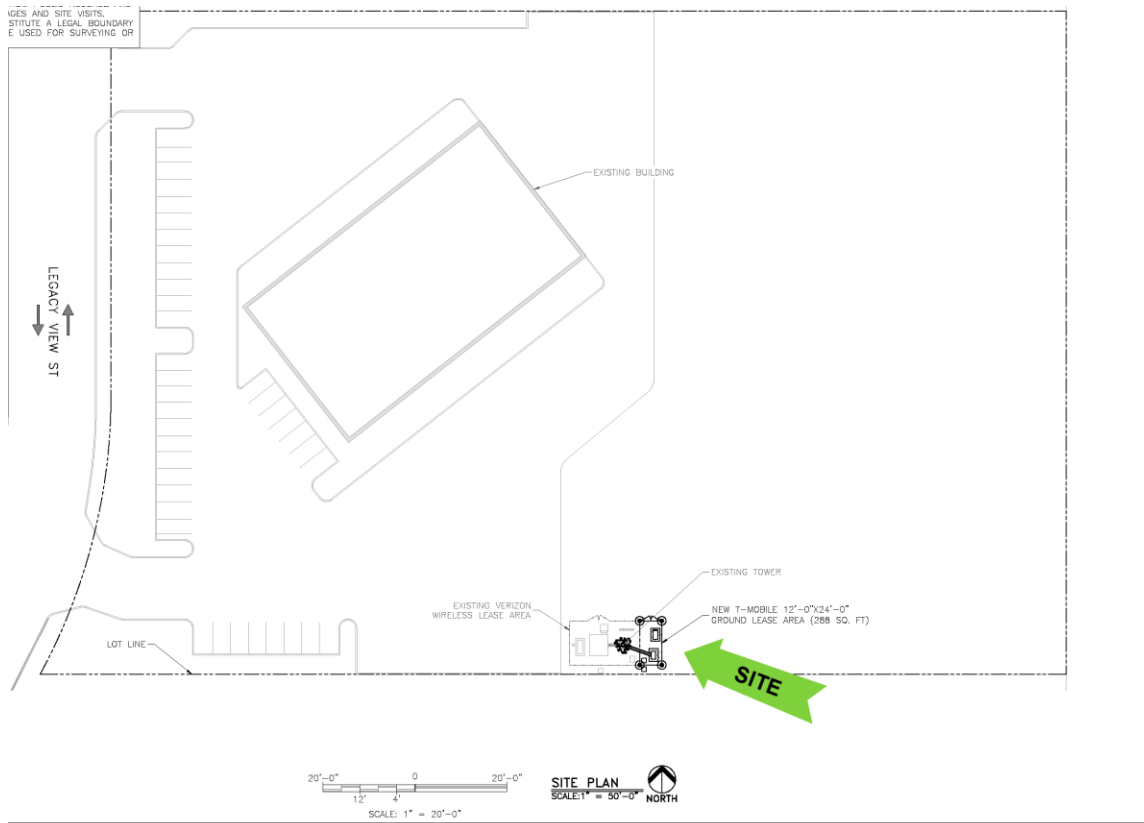 AGES AND SITE VISITS.
STITUTE A LEGAL BOUNDARY
E USED FOR SURVEYING OR
EXISTING BUILDING
LEGACY VIEW ST
EXISTING TOWER
EXISTING VERIZON
WIRELESS LEASE AREA
NEW T-MOBILE 12'-0"X24'-0"
GROUND LEASE AREA (288 SQ. FT)
LOT LINE
SITE
20'-0" 0 20'-0"
12' 4'
SCALE: 1" = 20'-0"
SITE PLAN
SCALE:1" = 50'-0"
NORTH